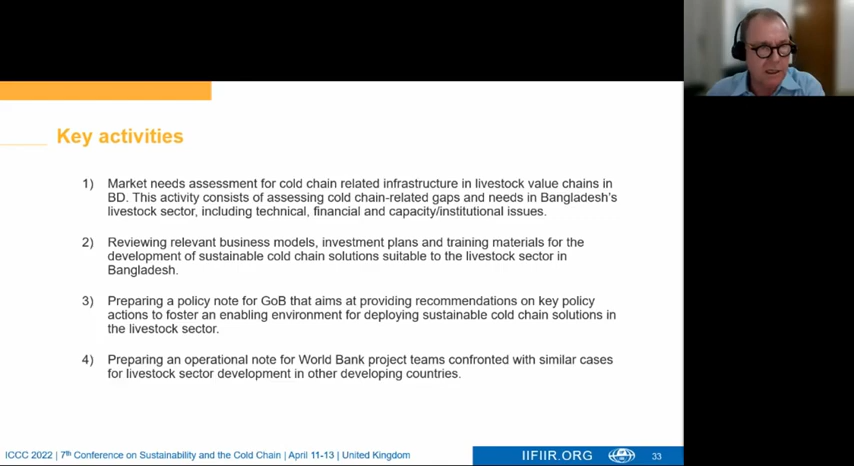 Key activities
1) Market needs assessment for cold chain related infrastructure in livestock value chains in
BD. This activity consists of assessing cold chain-related gaps and needs in Bangladesh's
livestock sector, including technical, financial and capacity/institutional issues.
2) Reviewing relevant business models, investment plans and training materials for the
development of sustainable cold chain solutions suitable to the livestock sector in
Bangladesh.
3) Preparing a policy note for GoB that aims at providing recommendations on key policy
actions to foster an enabling environment for deploying sustainable cold chain solutions in
the livestock sector.
4) Preparing an operational note for World Bank project teams confronted with similar cases
for livestock sector development in other developing countries.
ICCC 2022 | 7th Conference on Sustainability and the Cold Chain | April 11-13 | United Kingdom
IIFIIR.ORG
33